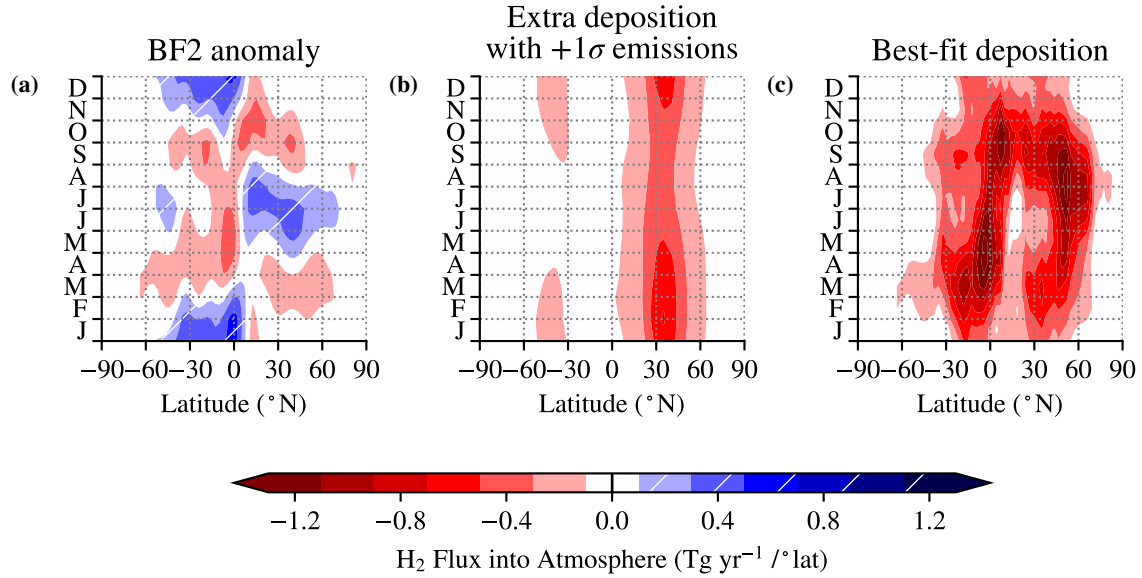 BF2 anomaly
Extra deposition
with +1σ emissions
Best-fit deposition
(a)
D
N
O
S
A
J
J
M
A
M
F
J
−90
−60
−30
0
30
60
90
Latitude (°N)
(b)
D
N
O
S
A
J
J
M
A
M
F
J
−90
−60
−30
0
30
60
90
Latitude (°N)
(c)
D
N
O
S
A
J
J
M
A
M
F
J
−90
−60
−30
0
30
60
90
Latitude (°N)
−1.2 −0.8 −0.4 0.0 0.4 0.8 1.2
H₂ Flux into Atmosphere (Tg yr⁻¹ /°lat)